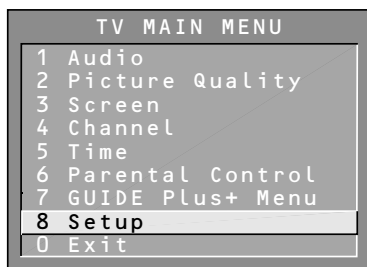 TV MAIN MENU
1 Audio
2 Picture Quality
3 Screen
4 Channel
5 Time
6 Parental Control
7 GUIDE Plus+ Menu
8 Setup
0 Exit